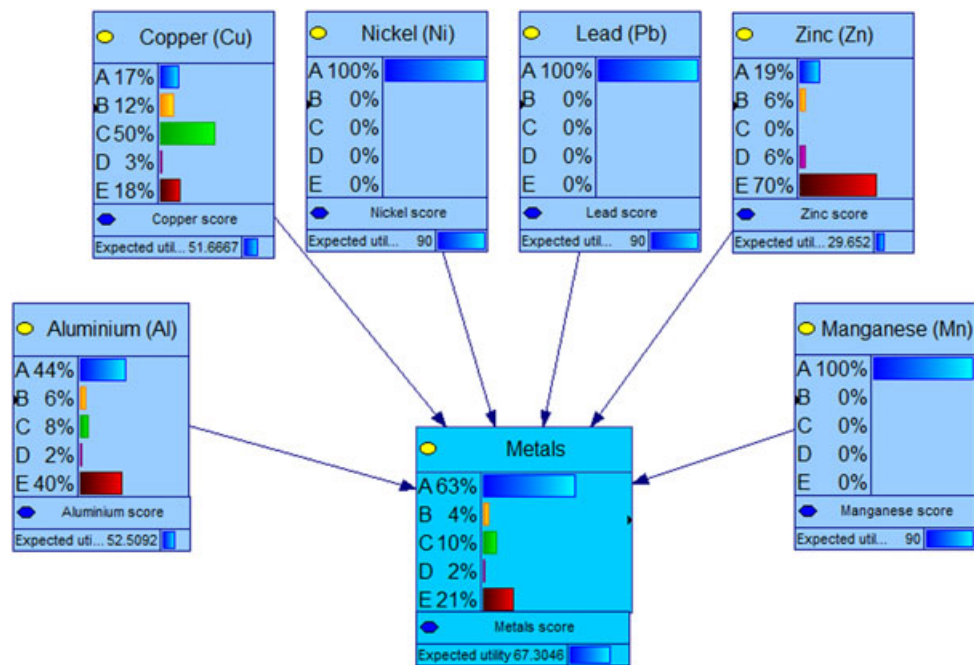 Copper (Cu)
A 17%
B 12%
C 50%
D 3%
E 18%
Copper score
Expected util... 51.6667
Nickel (Ni)
A 100%
B 0%
C 0%
D 0%
E 0%
Nickel score
Expected util... 90
Lead (Pb)
A 100%
B 0%
C 0%
D 0%
E 0%
Lead score
Expected util... 90
Zinc (Zn)
A 19%
B 6%
C 0%
D 6%
E 70%
Zinc score
Expected util... 29.652
Aluminium (Al)
A 44%
B 6%
C 8%
D 2%
E 40%
Aluminium score
Expected uti... 52.5092
Metals
A 63%
B 4%
C 10%
D 2%
E 21%
Metals score
Expected utility 67.3046
Manganese (Mn)
A 100%
B 0%
C 0%
D 0%
E 0%
Manganese score
Expected util... 90